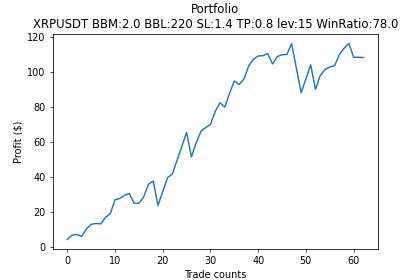 Portfolio
XRPUSDT BBM:2.0 BBL:220 SL:1.4 TP:0.8 lev:15 WinRatio:78.0
120
100
80
60
40
20
0
Profit ($)
0 10 20 30 40 50 60
Trade counts